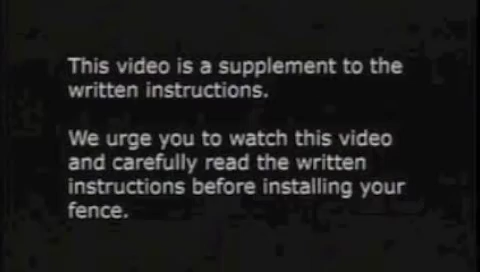 This video is a supplement to the
written instructions.
We urge you to watch this video
and carefully read the written
instructions before installing your
fence.